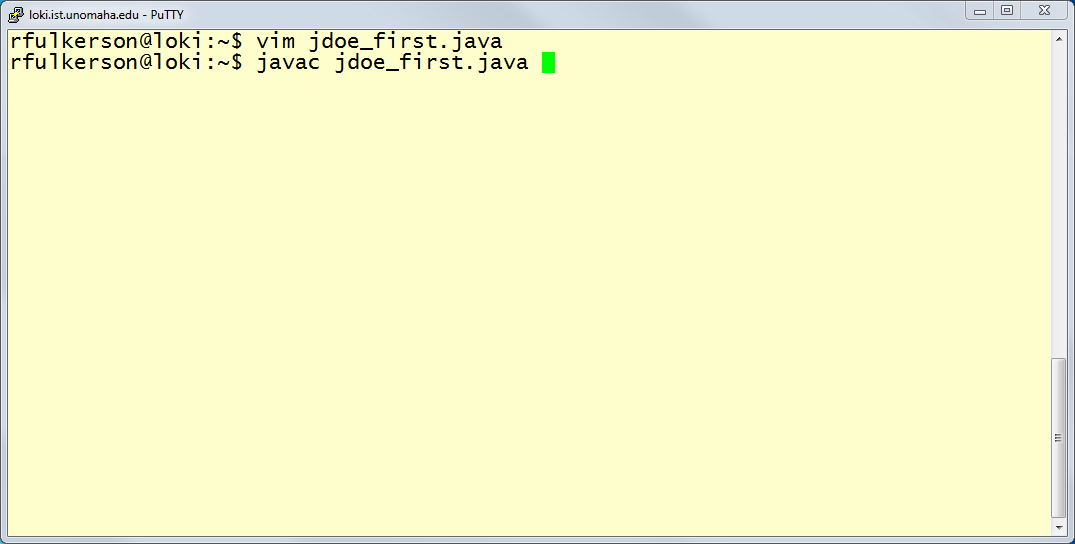 loki.ist.unomaha.edu - PuTTY
rfulkerson@loki:~$ vim jdoe_first.java
rfulkerson@loki:~$ javac jdoe_first.java